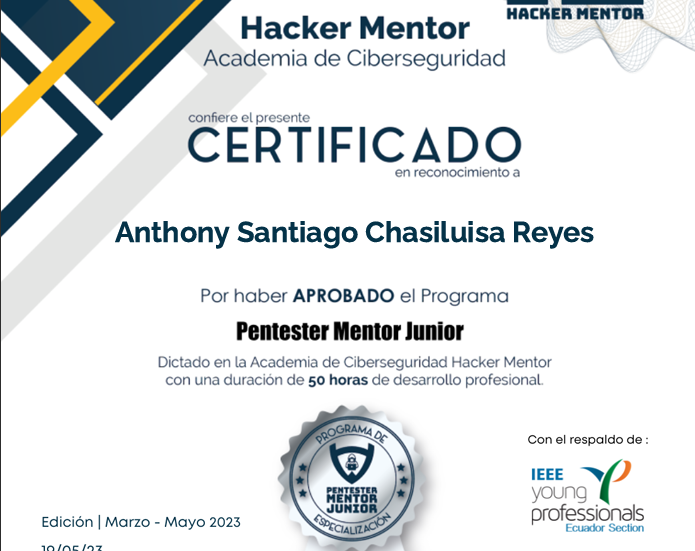 Hacker Mentor
Academia de Ciberseguridad
HACKER MENTOR
confiere el presente
CERTIFICADO
en reconocimiento a
Anthony Santiago Chasiluisa Reyes
Por haber APROBADO el Programa
Pentester Mentor Junior
Dictado en la Academia de Ciberseguridad Hacker Mentor
con una duración de 50 horas de desarrollo profesional.
PROGRAMA DE
PENTESTER
MENTOR
JUNIOR
ESPECIALIZACIÓN
Con el respaldo de :
IEEE
young
professionals
Ecuador Section
Edición | Marzo - Mayo 2023
19/05/23